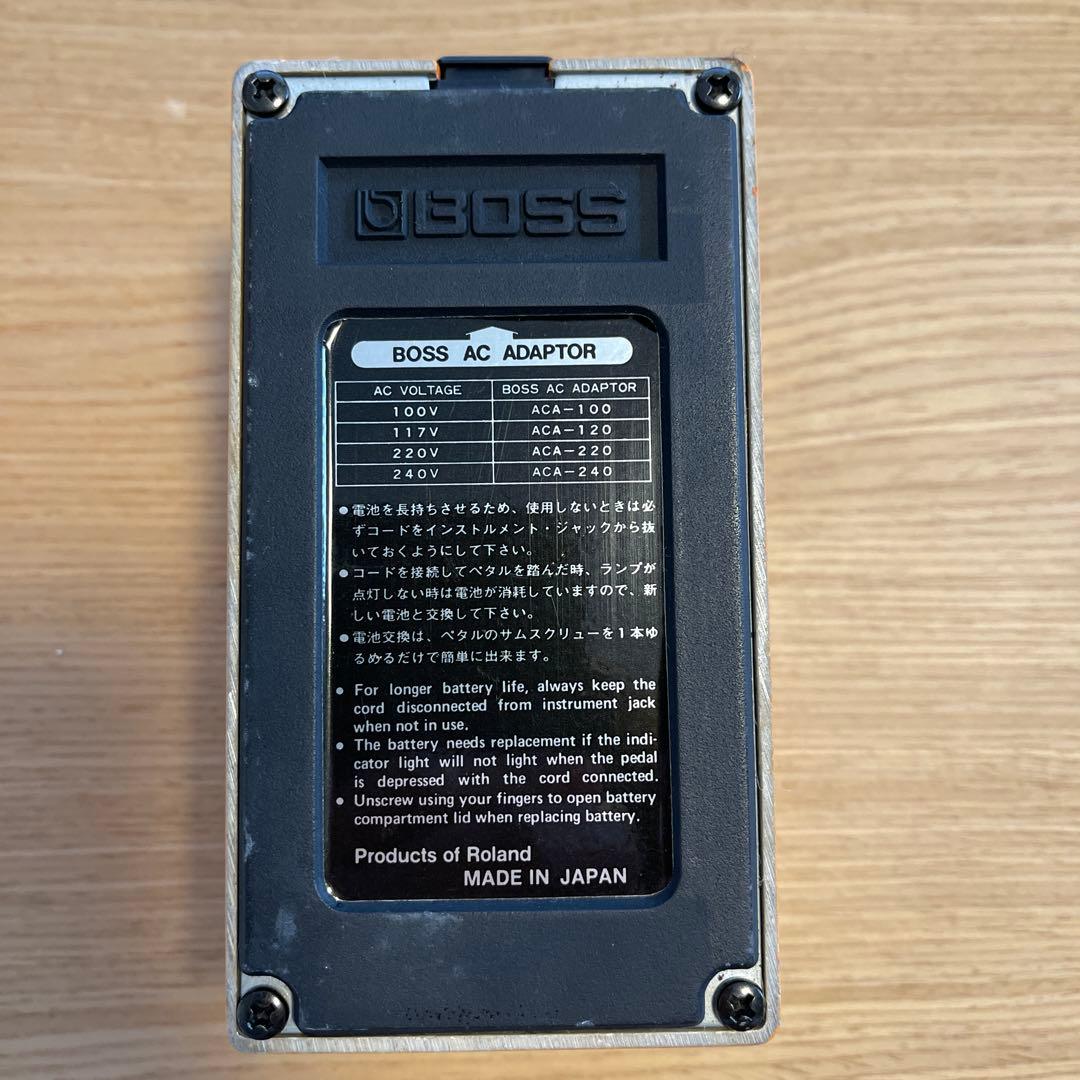 BOSS
BOSS AC ADAPTOR
AC VOLTAGE BOSS AC ADAPTOR
100V ACA-100
117V ACA-120
220V ACA-220
240V ACA-240
●電池を長持ちさせるため、使用しないときは必
ずコードをインストルメント・ジャックから抜
いておくようにして下さい。
●コードを接続してペタルを踏んだ時、ランプが
点灯しない時は電池が消耗していますので、新
しい電池と交換して下さい。
●電池交換は、ペタルのサムスクリューを1本ゆ
るめるだけで簡単に出来ます。
● For longer battery life, always keep the
cord disconnected from instrument jack
when not in use.
● The battery needs replacement if the indi-
cator light will not light when the pedal
is depressed with the cord connected.
● Unscrew using your fingers to open battery
compartment lid when replacing battery.
Products of Roland
MADE IN JAPAN